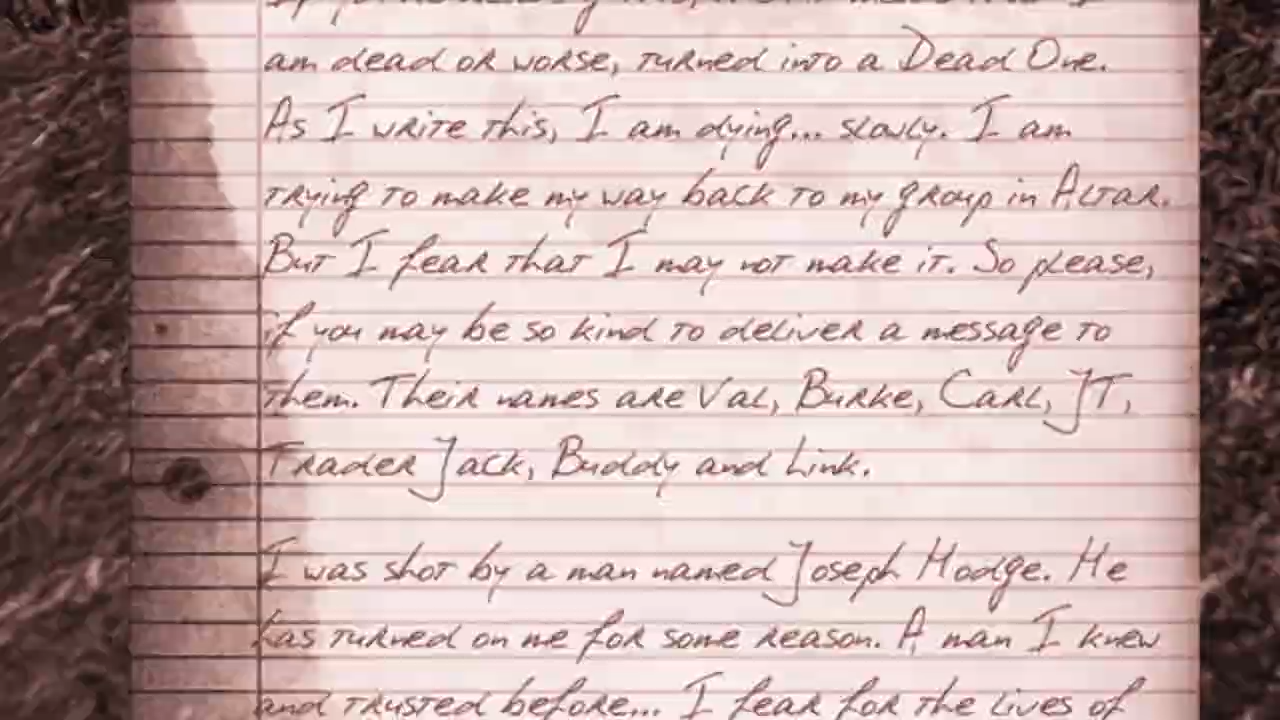 am dead or worse, turned into a Dead One.
As I write this, I am dying... slowly. I am
trying to make my way back to my group in Altar.
But I fear that I may not make it. So please,
if you may be so kind to deliver a message to
them. Their names are Val, Burke, Carl, JT,
Trader Jack, Buddy and Link.
I was shot by a man named Joseph Hodge. He
has turned on me for some reason. A man I knew
and trusted before... I fear for the lives of